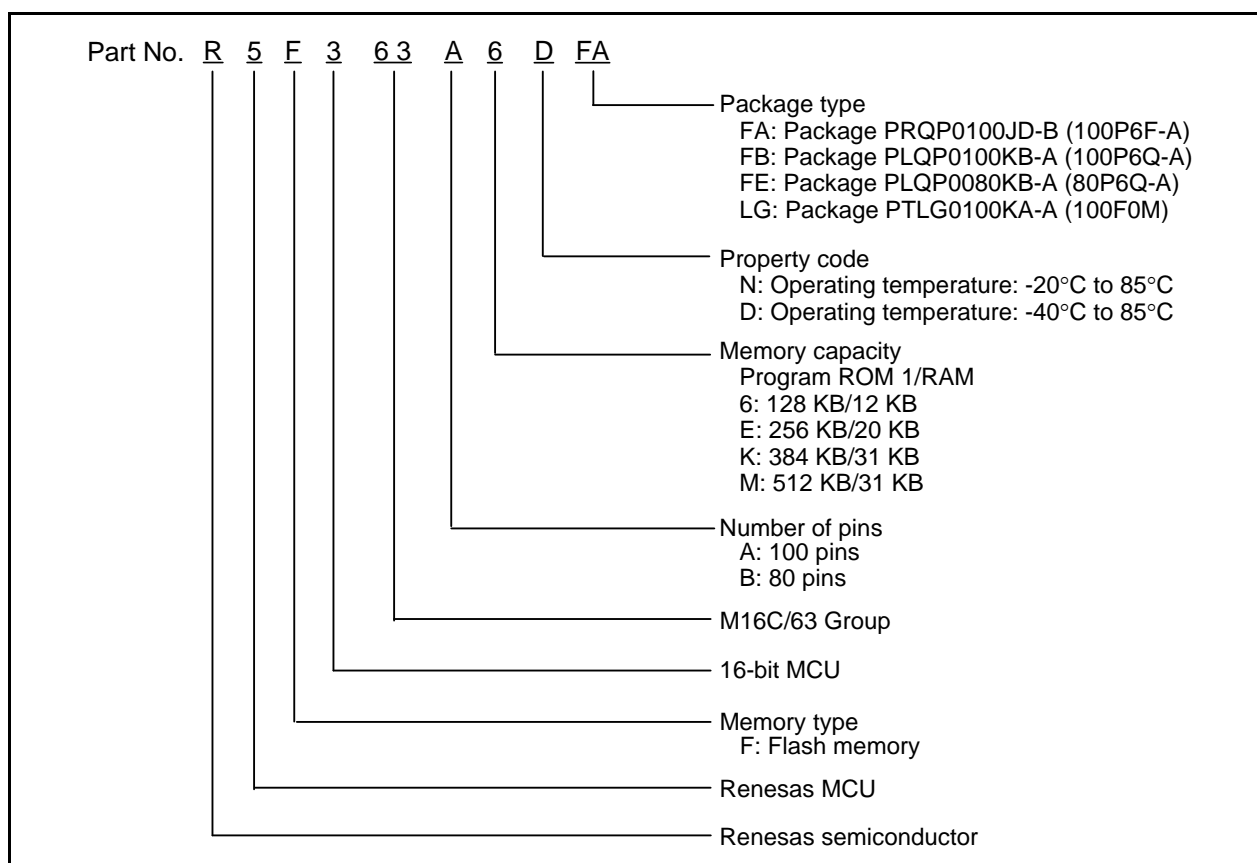 Part No. R 5 F 3 6 3 A 6 D FA
Package type
FA: Package PRQP0100JD-B (100P6F-A)
FB: Package PLQP0100KB-A (100P6Q-A)
FE: Package PLQP0080KB-A (80P6Q-A)
LG: Package PTLG0100KA-A (100F0M)
Property code
N: Operating temperature: -20°C to 85°C
D: Operating temperature: -40°C to 85°C
Memory capacity
Program ROM 1/RAM
6: 128 KB/12 KB
E: 256 KB/20 KB
K: 384 KB/31 KB
M: 512 KB/31 KB
Number of pins
A: 100 pins
B: 80 pins
M16C/63 Group
16-bit MCU
Memory type
F: Flash memory
Renesas MCU
Renesas semiconductor